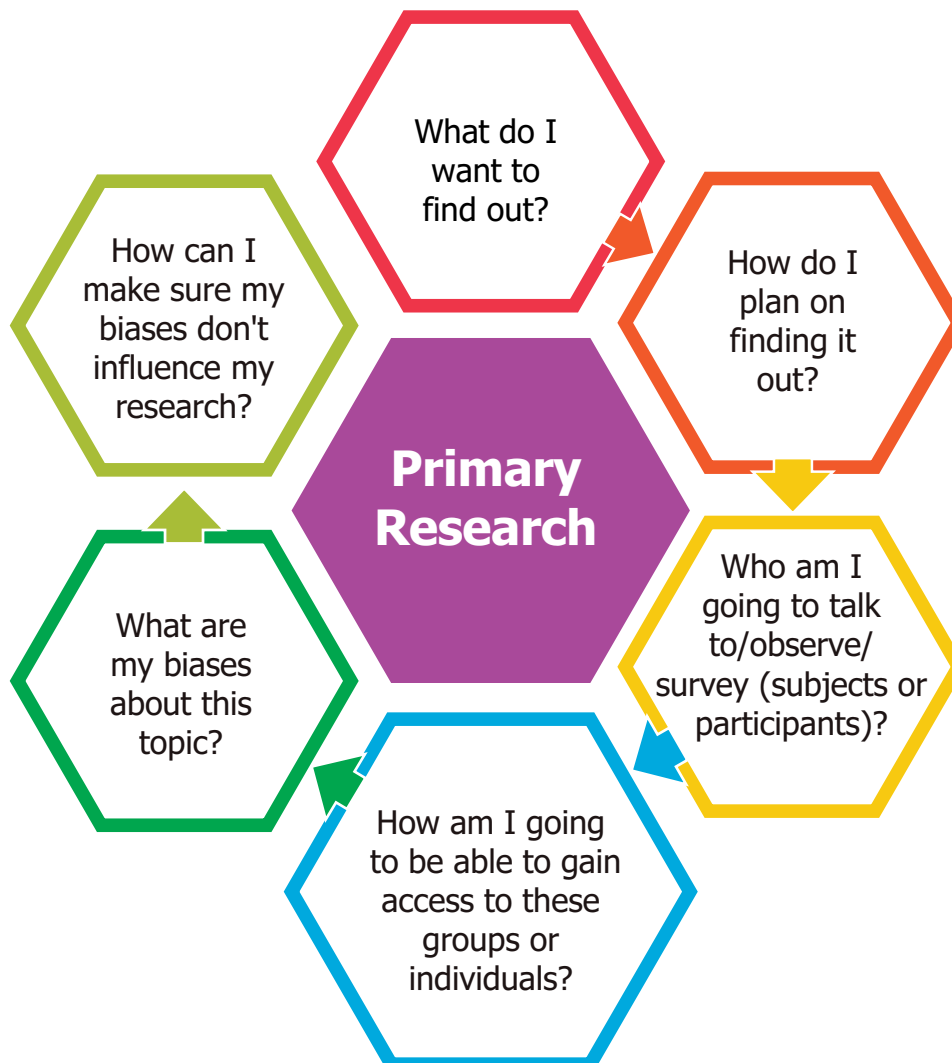 What do I
want to
find out?
How do I
plan on
finding it
out?
Who am I
going to talk
to/observe/
survey (subjects or
participants)?
How am I going
to be able to gain
access to these
groups or
individuals?
What are
my biases
about this
topic?
How can I
make sure my
biases don't
influence my
research?
Primary
Research